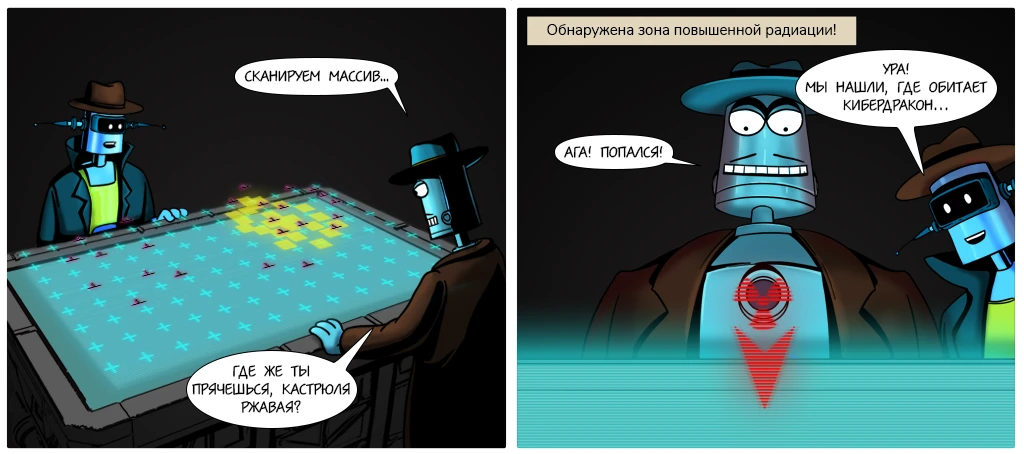 СКАНИРУЕМ МАССИВ...
ГДЕ ЖЕ ТЫ
ПРЯЧЕШЬСЯ, КАСТРЮЛЯ
РЖАВАЯ?
Обнаружена зона повышенной радиации!
АГА! ПОПАЛСЯ!
УРА!
МЫ НАШЛИ, ГДЕ ОБИТАЕТ
КИБЕРДРАКОН...